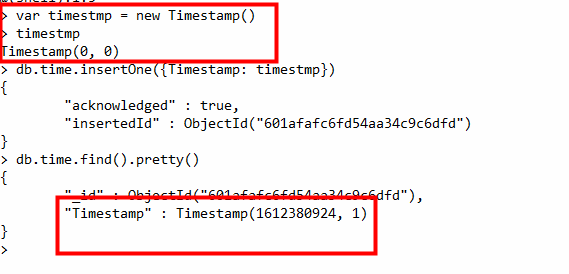 > var timestmp = new Timestamp()
> timestmp
Timestamp(0, 0)
> db.time.insertOne({Timestamp: timestmp})
{
        "acknowledged" : true,
        "insertedId" : ObjectId("601afafc6fd54aa34c9c6dfd")
}
> db.time.find().pretty()
{
        "_id" : ObjectId("601afafc6fd54aa34c9c6dfd"),
        "Timestamp" : Timestamp(1612380924, 1)
}
>